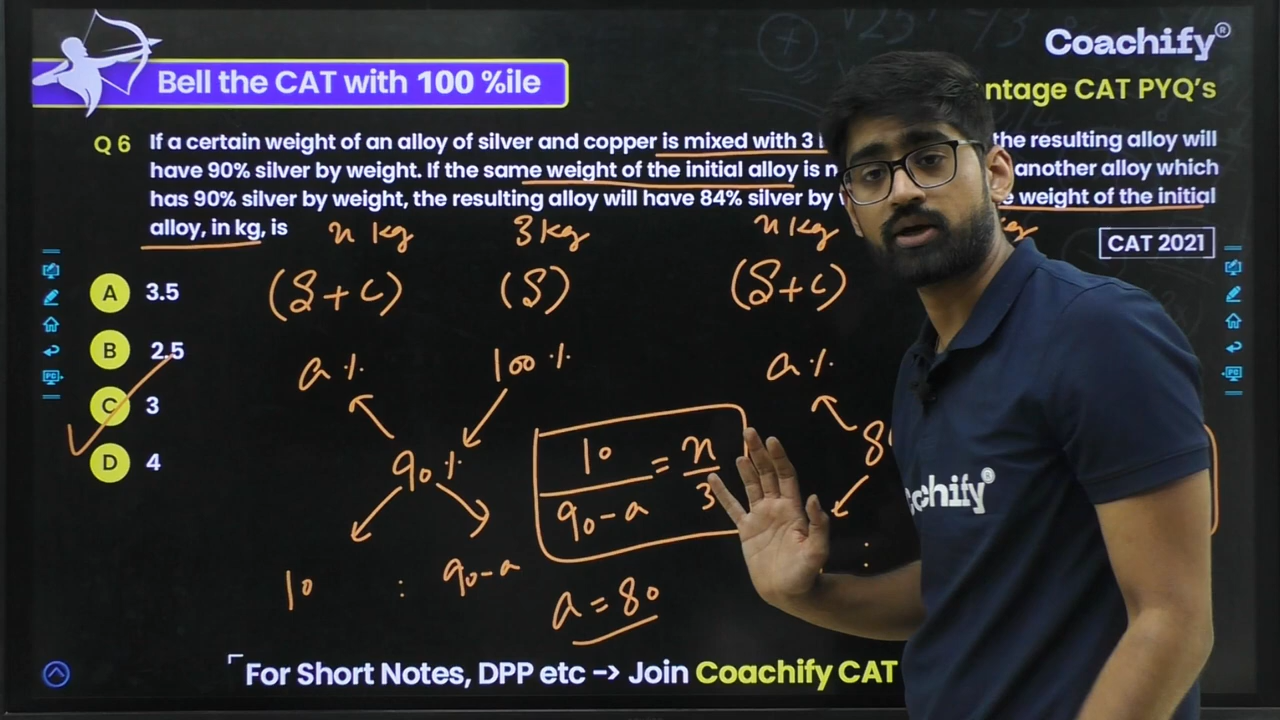 Coachify®
Bell the CAT with 100 %ile
ntage CAT PYQ's
Q 6 If a certain weight of an alloy of silver and copper is mixed with 3 the resulting alloy will
have 90% silver by weight. If the same weight of the initial alloy is another alloy which
has 90% silver by weight, the resulting alloy will have 84% silver by weight of the initial
alloy, in kg, is
CAT 2021
n kg 3 kg n kg
(S+C) (S) (S+C)
A 3.5
B 2.5
C 3
D 4
a % 100 % a %
90 % 8
10/90-a = n/3
10 : 90-a :
a = 80
chify®
For Short Notes, DPP etc -> Join Coachify CAT